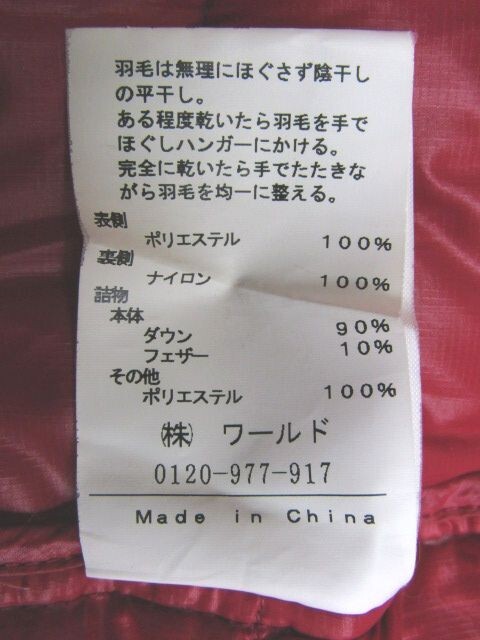 羽毛は無理にほぐさず陰干し
の平干し。
ある程度乾いたら羽毛を手で
ほぐしハンガーにかける。
完全に乾いたら手でたたきな
がら羽毛を均一に整える。
表側
ポリエステル 100%
裏側
ナイロン 100%
詰物
本体
ダウン 90%
フェザー 10%
その他
ポリエステル 100%
㈱ ワールド
0120-977-917
Made in China